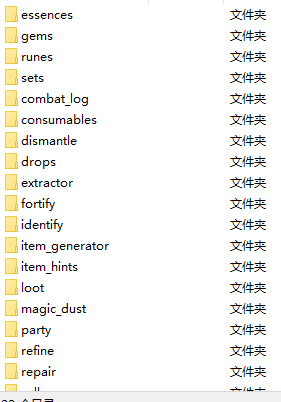 essences 文件夹
gems 文件夹
runes 文件夹
sets 文件夹
combat_log 文件夹
consumables 文件夹
dismantle 文件夹
drops 文件夹
extractor 文件夹
fortify 文件夹
identify 文件夹
item_generator 文件夹
item_hints 文件夹
loot 文件夹
magic_dust 文件夹
party 文件夹
refine 文件夹
repair 文件夹